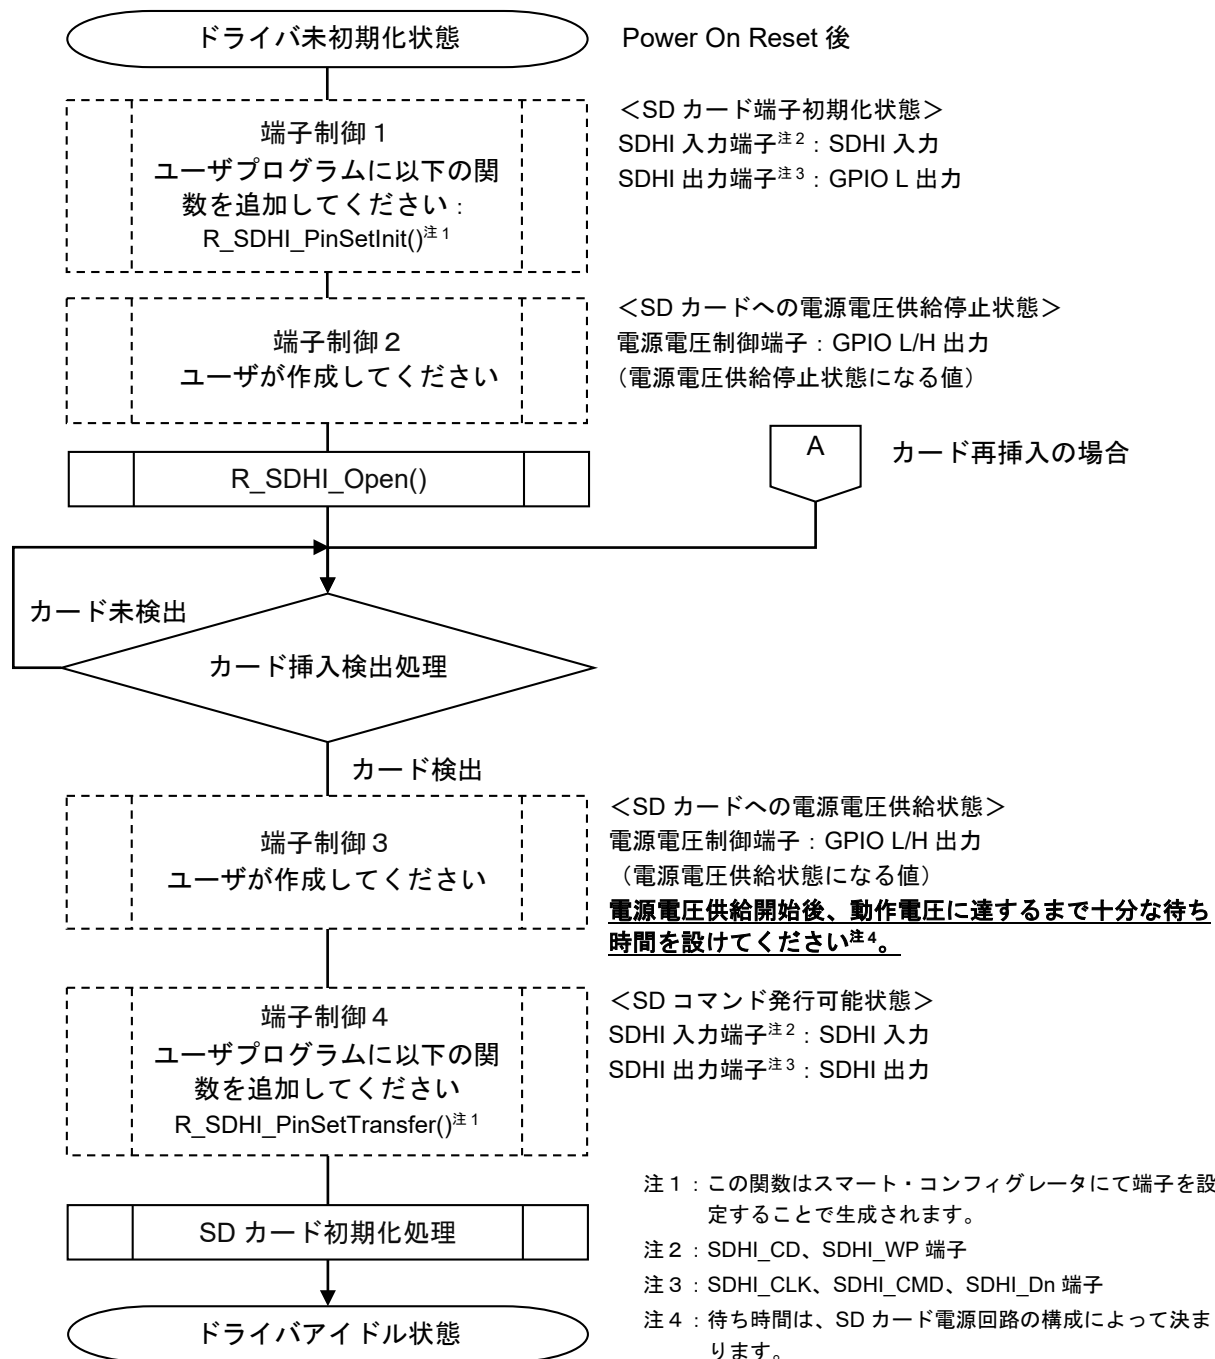 ドライバ未初期化状態
Power On Reset 後
端子制御１
ユーザプログラムに以下の関
数を追加してください：
R_SDHI_PinSetInit()注１
＜SD カード端子初期化状態＞
SDHI 入力端子注２：SDHI 入力
SDHI 出力端子注３：GPIO L 出力
端子制御２
ユーザが作成してください
＜SD カードへの電源電圧供給停止状態＞
電源電圧制御端子：GPIO L/H 出力
（電源電圧供給停止状態になる値）
R_SDHI_Open()
A
カード再挿入の場合
カード未検出
カード挿入検出処理
カード検出
端子制御３
ユーザが作成してください
＜SD カードへの電源電圧供給状態＞
電源電圧制御端子：GPIO L/H 出力
（電源電圧供給状態になる値）
電源電圧供給開始後、動作電圧に達するまで十分な待ち
時間を設けてください注４。
端子制御４
ユーザプログラムに以下の関
数を追加してください
R_SDHI_PinSetTransfer()注１
＜SD コマンド発行可能状態＞
SDHI 入力端子注２：SDHI 入力
SDHI 出力端子注３：SDHI 出力
SD カード初期化処理
ドライバアイドル状態
注１：この関数はスマート・コンフィグレータにて端子を設
定することで生成されます。
注２：SDHI_CD、SDHI_WP 端子
注３：SDHI_CLK、SDHI_CMD、SDHI_Dn 端子
注４：待ち時間は、SD カード電源回路の構成によって決ま
ります。